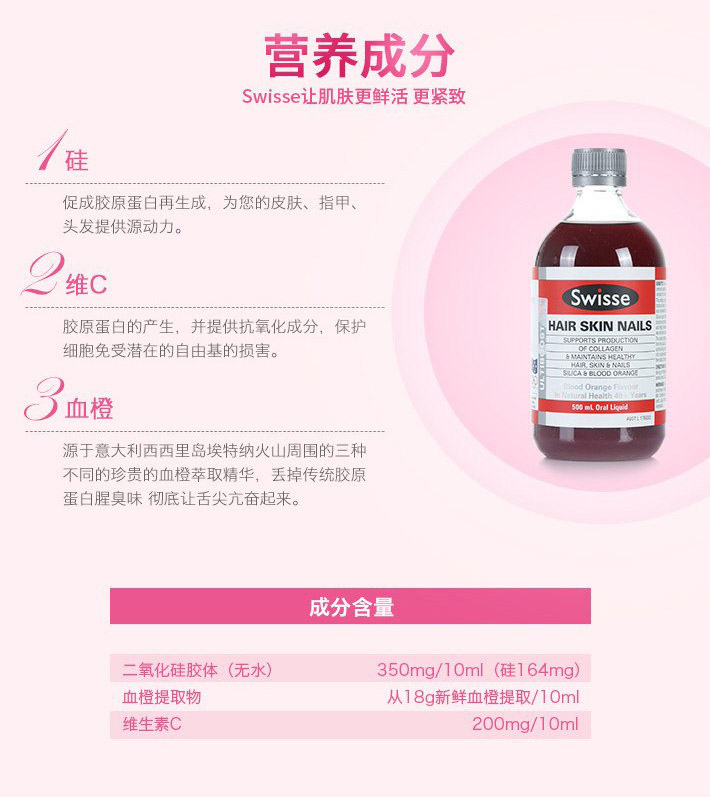 营养成分
Swisse让肌肤更鲜活 更紧致
1 硅
促成胶原蛋白再生成，为您的皮肤、指甲、
头发提供源动力。
2 维C
胶原蛋白的产生，并提供抗氧化成分，保护
细胞免受潜在的自由基的损害。
3 血橙
源于意大利西西里岛埃特纳火山周围的三种
不同的珍贵的血橙萃取精华，丢掉传统胶原
蛋白腥臭味 彻底让舌尖亢奋起来。
Swisse
HAIR SKIN NAILS
SUPPORTS PRODUCTION
OF COLLAGEN
& MAINTAINS HEALTHY
HAIR, SKIN & NAILS
SILICA & BLOOD ORANGE
Blood Orange Flavour
In Natural Health 40+ Years
500 mL Oral Liquid
成分含量
二氧化硅胶体（无水） 350mg/10ml（硅164mg）
血橙提取物 从18g新鲜血橙提取/10ml
维生素C 200mg/10ml